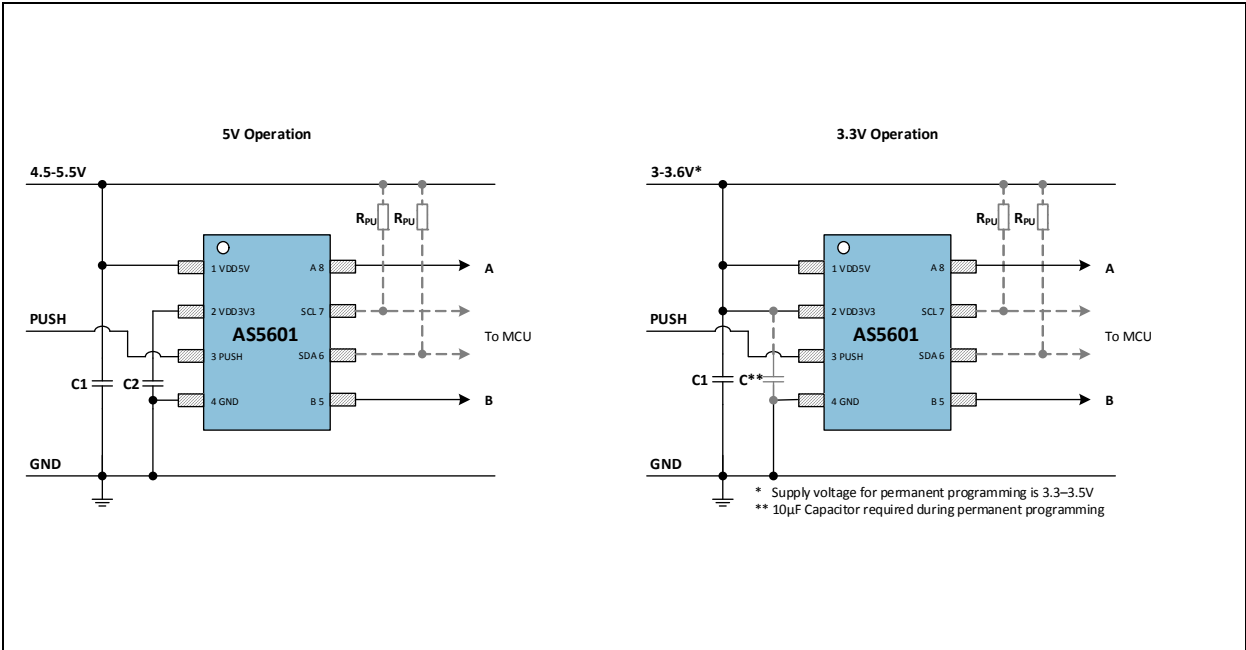 5V Operation
4.5-5.5V
RPU RPU
1 VDD5V
A 8
A
2 VDD3V3
SCL 7
PUSH
AS5601
To MCU
3 PUSH
SDA 6
C1
C2
4 GND
B 5
B
GND
3.3V Operation
3-3.6V*
RPU RPU
1 VDD5V
A 8
A
2 VDD3V3
SCL 7
PUSH
AS5601
To MCU
3 PUSH
SDA 6
C1
C**
4 GND
B 5
B
GND
* Supply voltage for permanent programming is 3.3–3.5V
** 10µF Capacitor required during permanent programming